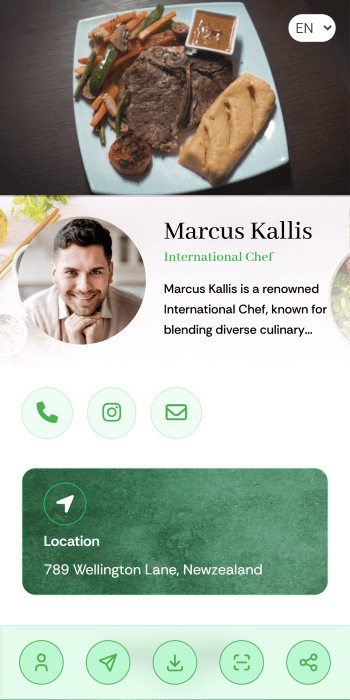 EN
Marcus Kallis
International Chef
Marcus Kallis is a renowned
International Chef, known for
blending diverse culinary...
Location
789 Wellington Lane, Newzealand